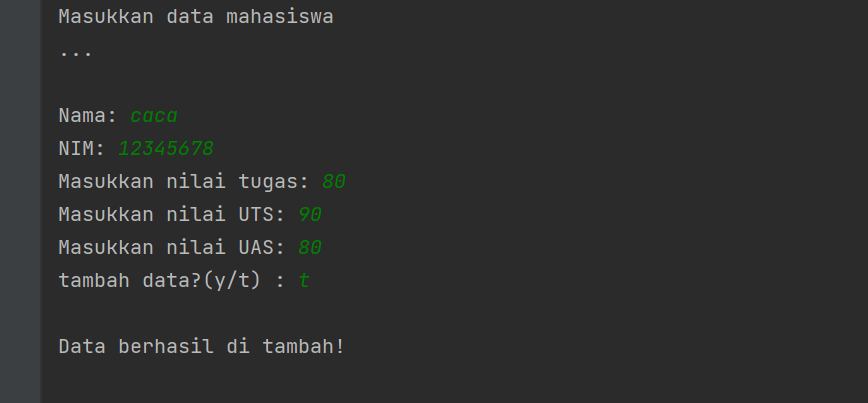 Masukkan data mahasiswa
...
Nama: caca
NIM: 12345678
Masukkan nilai tugas: 80
Masukkan nilai UTS: 90
Masukkan nilai UAS: 80
tambah data?(y/t) : t
Data berhasil di tambah!